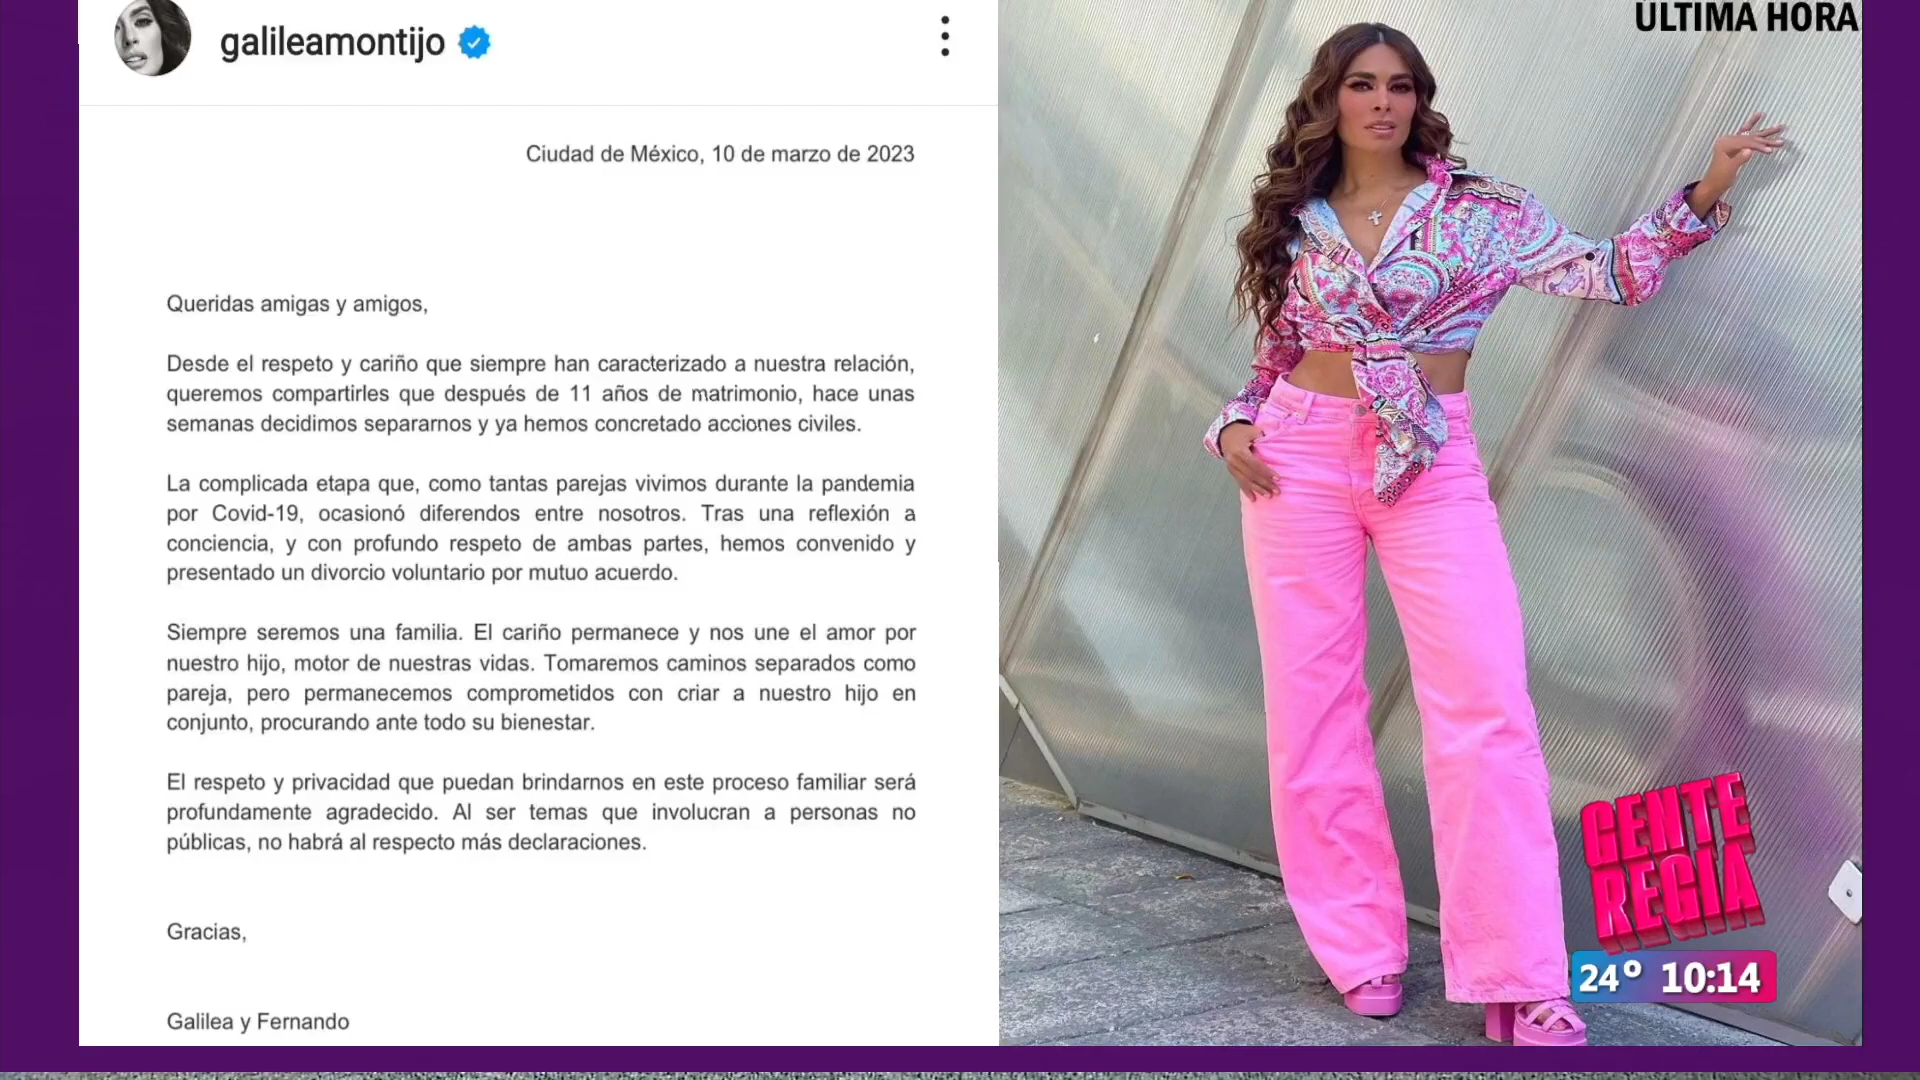 galileamontijo
ÚLTIMA HORA
Ciudad de México, 10 de marzo de 2023
Queridas amigas y amigos,
Desde el respeto y cariño que siempre han caracterizado a nuestra relación,
queremos compartirles que después de 11 años de matrimonio, hace unas
semanas decidimos separarnos y ya hemos concretado acciones civiles.
La complicada etapa que, como tantas parejas vivimos durante la pandemia
por Covid-19, ocasionó diferendos entre nosotros. Tras una reflexión a
conciencia, y con profundo respeto de ambas partes, hemos convenido y
presentado un divorcio voluntario por mutuo acuerdo.
Siempre seremos una familia. El cariño permanece y nos une el amor por
nuestro hijo, motor de nuestras vidas. Tomaremos caminos separados como
pareja, pero permanecemos comprometidos con criar a nuestro hijo en
conjunto, procurando ante todo su bienestar.
El respeto y privacidad que puedan brindarnos en este proceso familiar será
profundamente agradecido. Al ser temas que involucran a personas no
públicas, no habrá al respecto más declaraciones.
Gracias,
Galilea y Fernando
GENTE
REGIA
24° 10:14